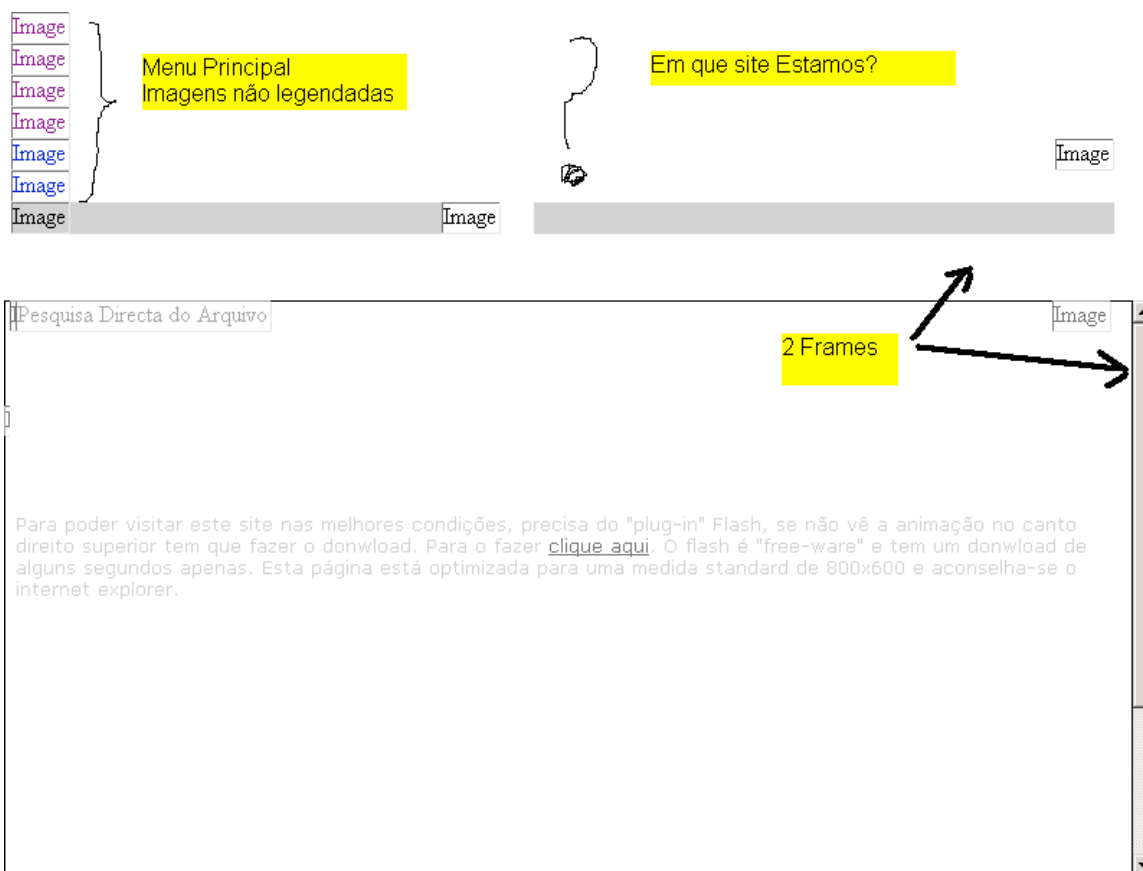 Image
Image
Image
Image
Image
Image
Image
Menu Principal
Imagens não legendadas
Em que site Estamos?
Image
Image
Pesquisa Directa do Arquivo
Image
2 Frames
Para poder visitar este site nas melhores condições, precisa do "plug-in" Flash, se não vê a animação no canto
direito superior tem que fazer o donwload. Para o fazer clique aqui. O flash é "free-ware" e tem um donwload de
alguns segundos apenas. Esta página está optimizada para uma medida standard de 800x600 e aconselha-se o
internet explorer.